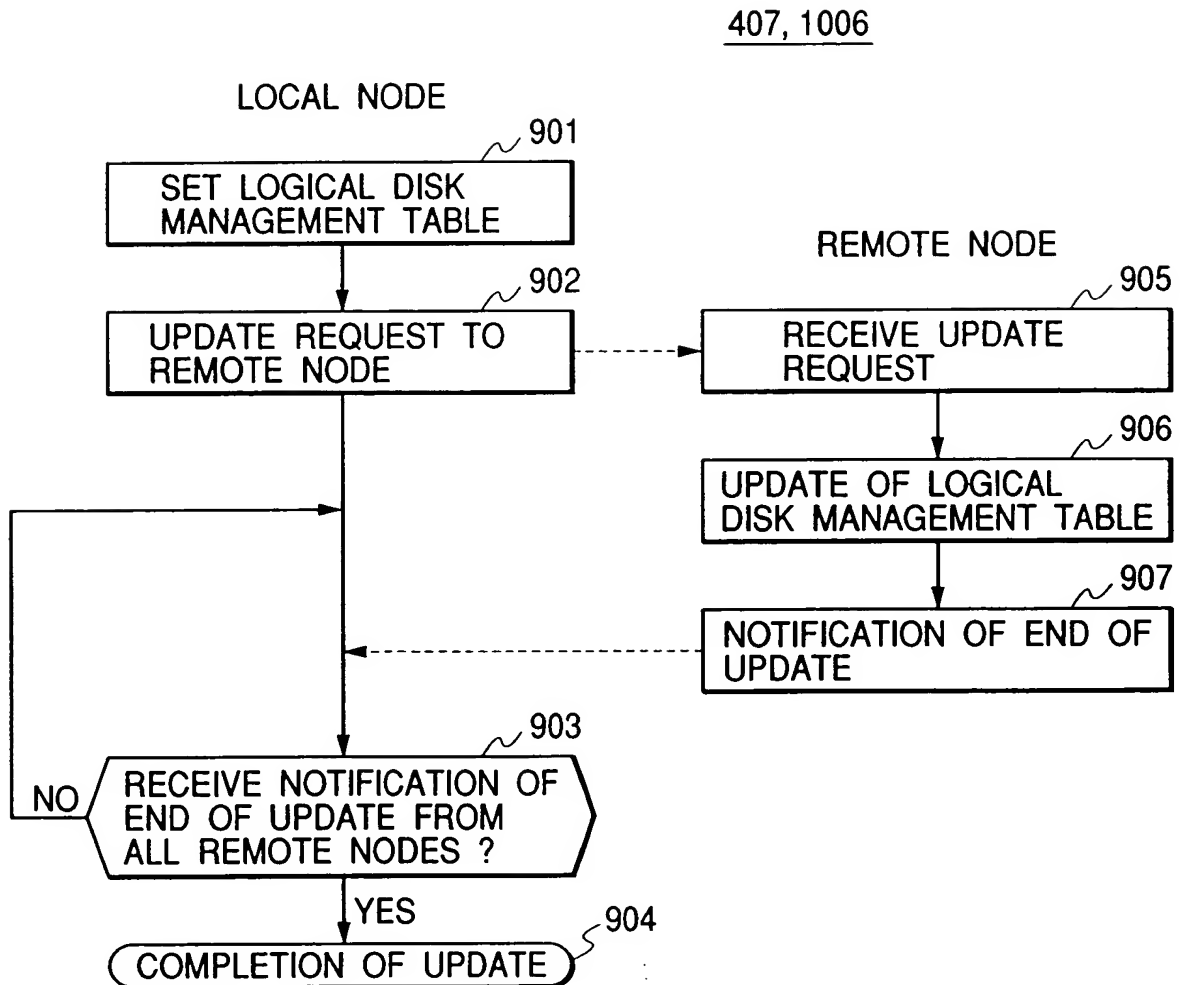 407, 1006
LOCAL NODE
901
SET LOGICAL DISK
MANAGEMENT TABLE
902
UPDATE REQUEST TO
REMOTE NODE
REMOTE NODE
905
RECEIVE UPDATE
REQUEST
906
UPDATE OF LOGICAL
DISK MANAGEMENT TABLE
907
NOTIFICATION OF END OF
UPDATE
903
RECEIVE NOTIFICATION OF
END OF UPDATE FROM
ALL REMOTE NODES ?
NO
YES
904
COMPLETION OF UPDATE